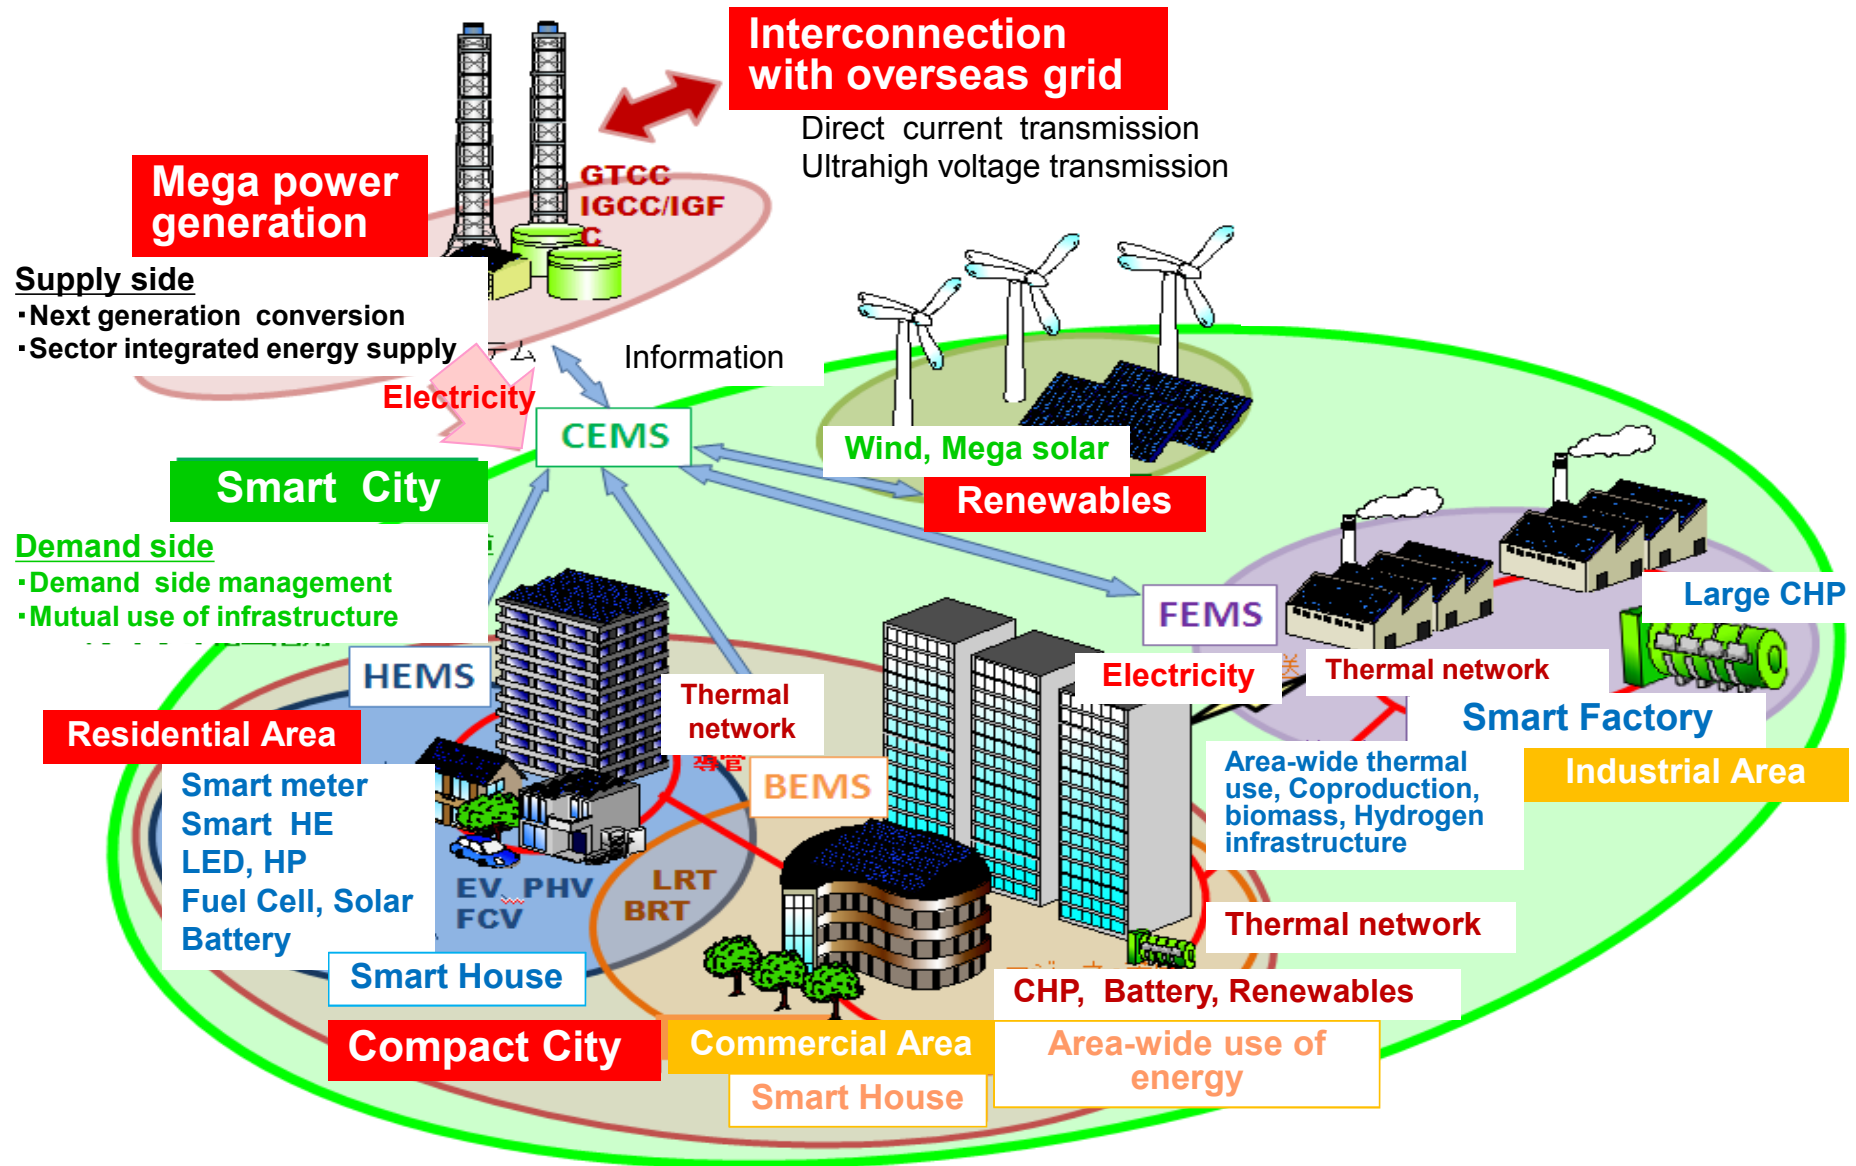 Interconnection
with overseas grid
Direct current transmission
Ultrahigh voltage transmission
Mega power
generation
GTCC
IGCC/IGF
C
Supply side
・Next generation conversion
・Sector integrated energy supply
テム
Information
Electricity
CEMS
Wind, Mega solar
Renewables
Smart City
Demand side
・Demand side management
・Mutual use of infrastructure
FEMS
Large CHP
HEMS
Thermal
network
導管
Electricity
送
Thermal network
Smart Factory
Residential Area
BEMS
Area-wide thermal
use, Coproduction,
biomass, Hydrogen
infrastructure
Industrial Area
Smart meter
Smart HE
LED, HP
Fuel Cell, Solar
Battery
EV、PHV
FCV
LRT
BRT
Thermal network
Smart House
CHP, Battery, Renewables
Compact City
Commercial Area
Area-wide use of
energy
Smart House